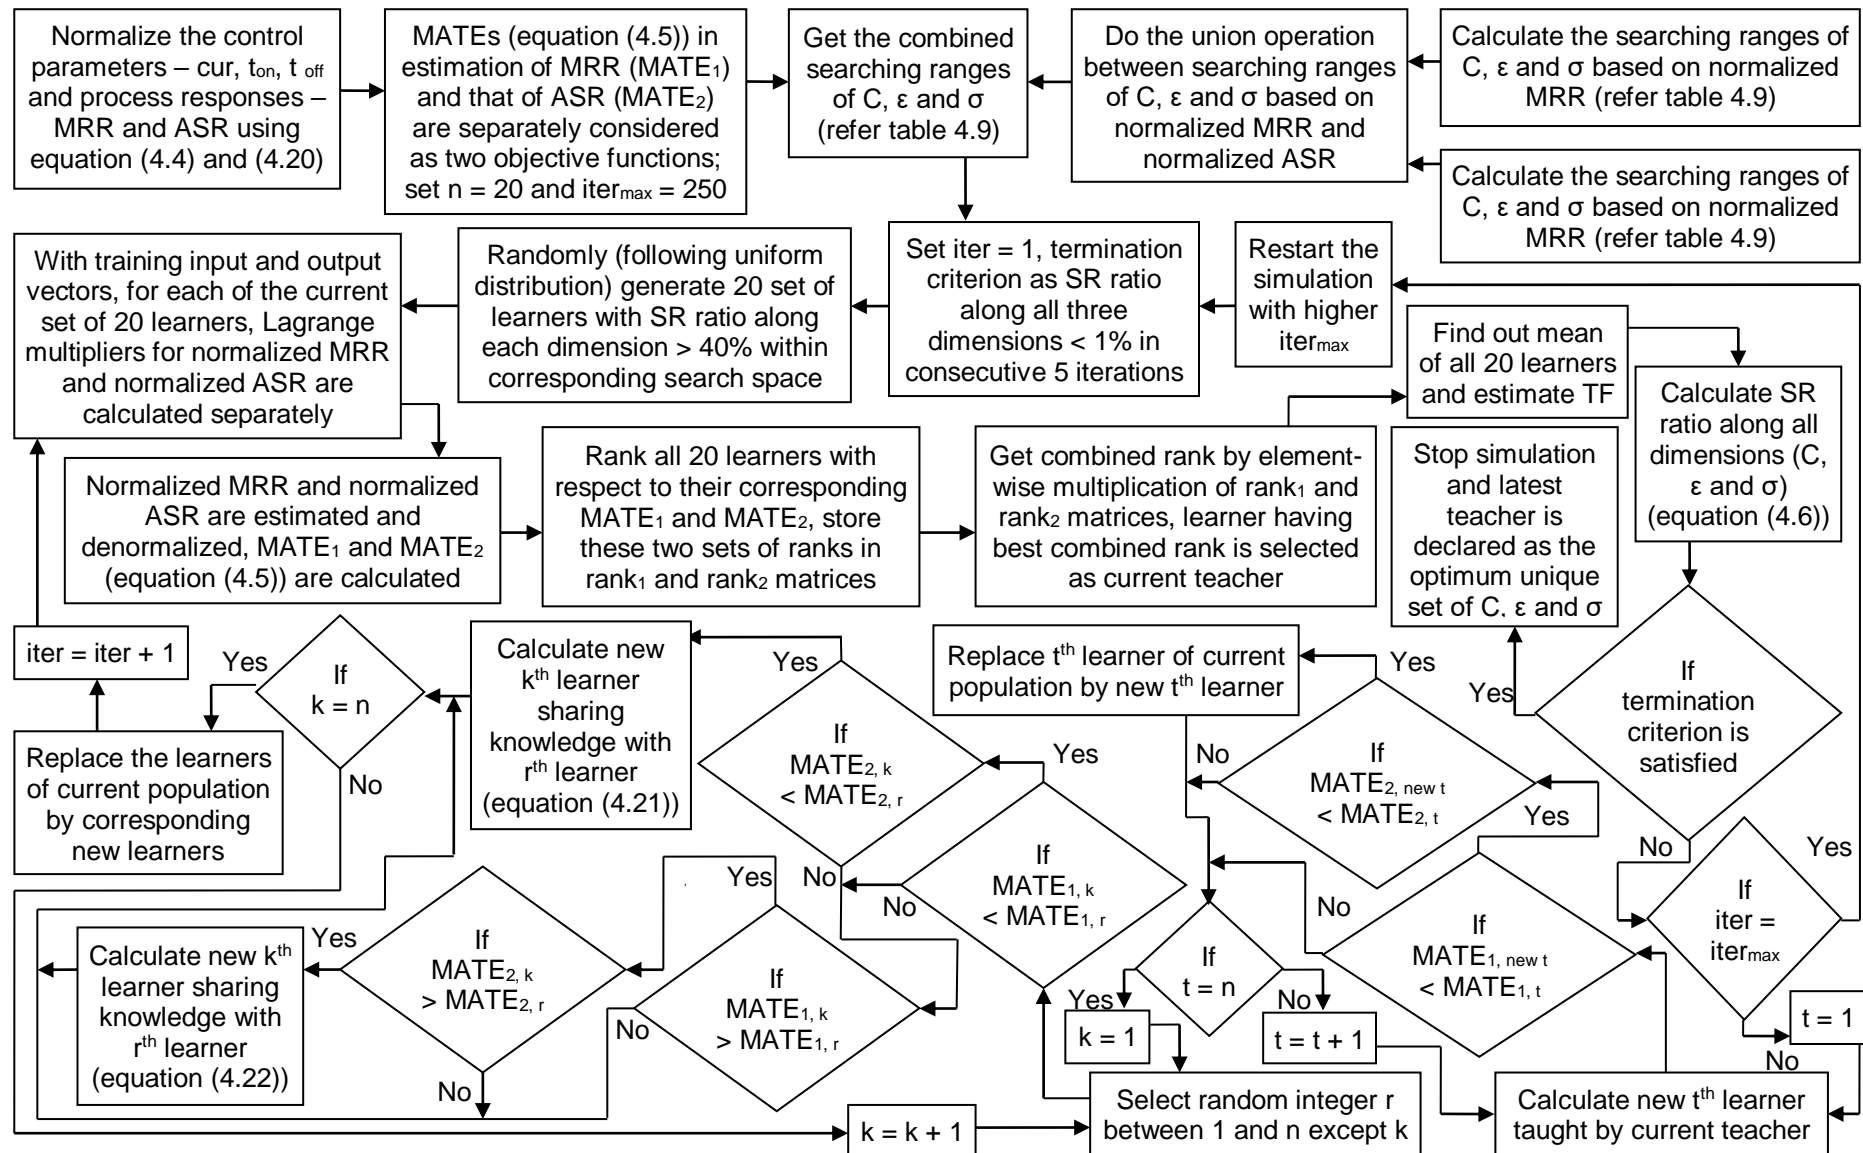 Normalize the control
parameters – cur, ton, t off
and process responses –
MRR and ASR using
equation (4.4) and (4.20)
MATEs (equation (4.5)) in
estimation of MRR (MATE1)
and that of ASR (MATE2)
are separately considered
as two objective functions;
set n = 20 and itermax = 250
Get the combined
searching ranges
of C, ε and σ
(refer table 4.9)
Do the union operation
between searching ranges
of C, ε and σ based on
normalized MRR and
normalized ASR
Calculate the searching ranges of
C, ε and σ based on normalized
MRR (refer table 4.9)
Calculate the searching ranges of
C, ε and σ based on normalized
MRR (refer table 4.9)
With training input and output
vectors, for each of the current
set of 20 learners, Lagrange
multipliers for normalized MRR
and normalized ASR are
calculated separately
Randomly (following uniform
distribution) generate 20 set of
learners with SR ratio along
each dimension > 40% within
corresponding search space
Set iter = 1, termination
criterion as SR ratio
along all three
dimensions < 1% in
consecutive 5 iterations
Restart the
simulation
with higher
itermax
Find out mean
of all 20 learners
and estimate TF
Calculate SR
ratio along all
dimensions (C,
ε and σ)
(equation (4.6))
Normalized MRR and normalized
ASR are estimated and
denormalized, MATE1 and MATE2
(equation (4.5)) are calculated
Rank all 20 learners with
respect to their corresponding
MATE1 and MATE2, store
these two sets of ranks in
rank1 and rank2 matrices
Get combined rank by element-
wise multiplication of rank1 and
rank2 matrices, learner having
best combined rank is selected
as current teacher
Stop simulation
and latest
teacher is
declared as the
optimum unique
set of C, ε and σ
iter = iter + 1
Yes
If
k = n
No
Replace the learners
of current population
by corresponding
new learners
Calculate new
kth learner
sharing
knowledge with
rth learner
(equation (4.21))
Yes
If
MATE2, k
< MATE2, r
No
Yes
If
MATE1, k
< MATE1, r
No
Replace tth learner of current
population by new tth learner
Yes
No
If
MATE2, new t
< MATE2, t
Yes
If
MATE1, new t
< MATE1, t
No
Yes
If
termination
criterion is
satisfied
No
Yes
If
iter =
itermax
No
t = 1
Calculate new kth
learner sharing
knowledge with
rth learner
(equation (4.22))
Yes
If
MATE2, k
> MATE2, r
No
Yes
If
MATE1, k
> MATE1, r
No
If
t = n
Yes
No
k = 1
t = t + 1
k = k + 1
Select random integer r
between 1 and n except k
Calculate new tth learner
taught by current teacher